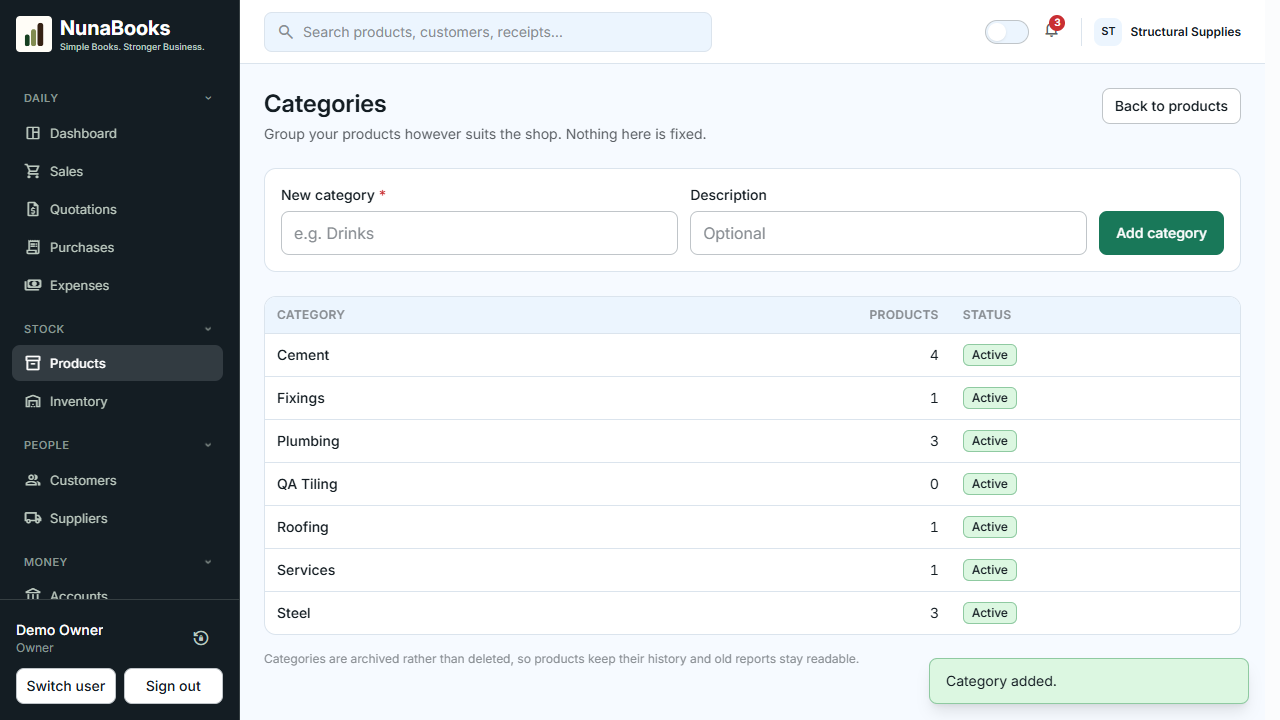 NunaBooks
Simple Books. Stronger Business.
DAILY
Dashboard
Sales
Quotations
Purchases
Expenses
STOCK
Products
Inventory
PEOPLE
Customers
Suppliers
MONEY
Accounts
Demo Owner
Owner
Switch user
Sign out
Search products, customers, receipts...
3
ST
Structural Supplies
Categories
Group your products however suits the shop. Nothing here is fixed.
Back to products
New category *
Description
e.g. Drinks
Optional
Add category
CATEGORY PRODUCTS STATUS
Cement 4 Active
Fixings 1 Active
Plumbing 3 Active
QA Tiling 0 Active
Roofing 1 Active
Services 1 Active
Steel 3 Active
Categories are archived rather than deleted, so products keep their history and old reports stay readable.
Category added.